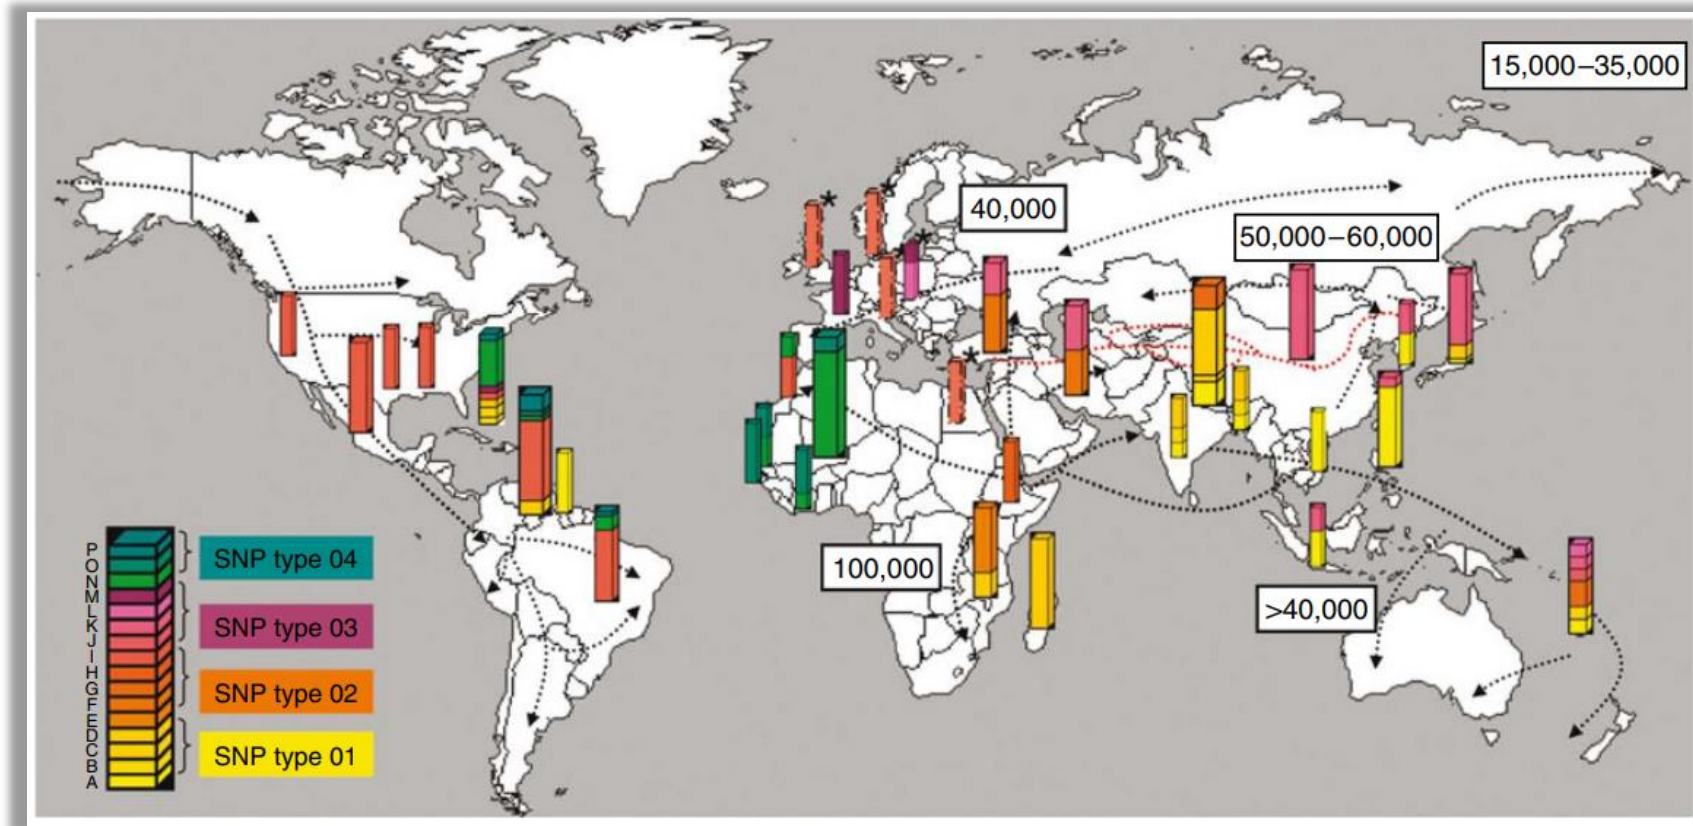 15,000–35,000
40,000
50,000–60,000
100,000
>40,000
*
*
*
*
P
O
N
M
L
K
J
I
H
G
F
E
D
C
B
A
SNP type 04
SNP type 03
SNP type 02
SNP type 01